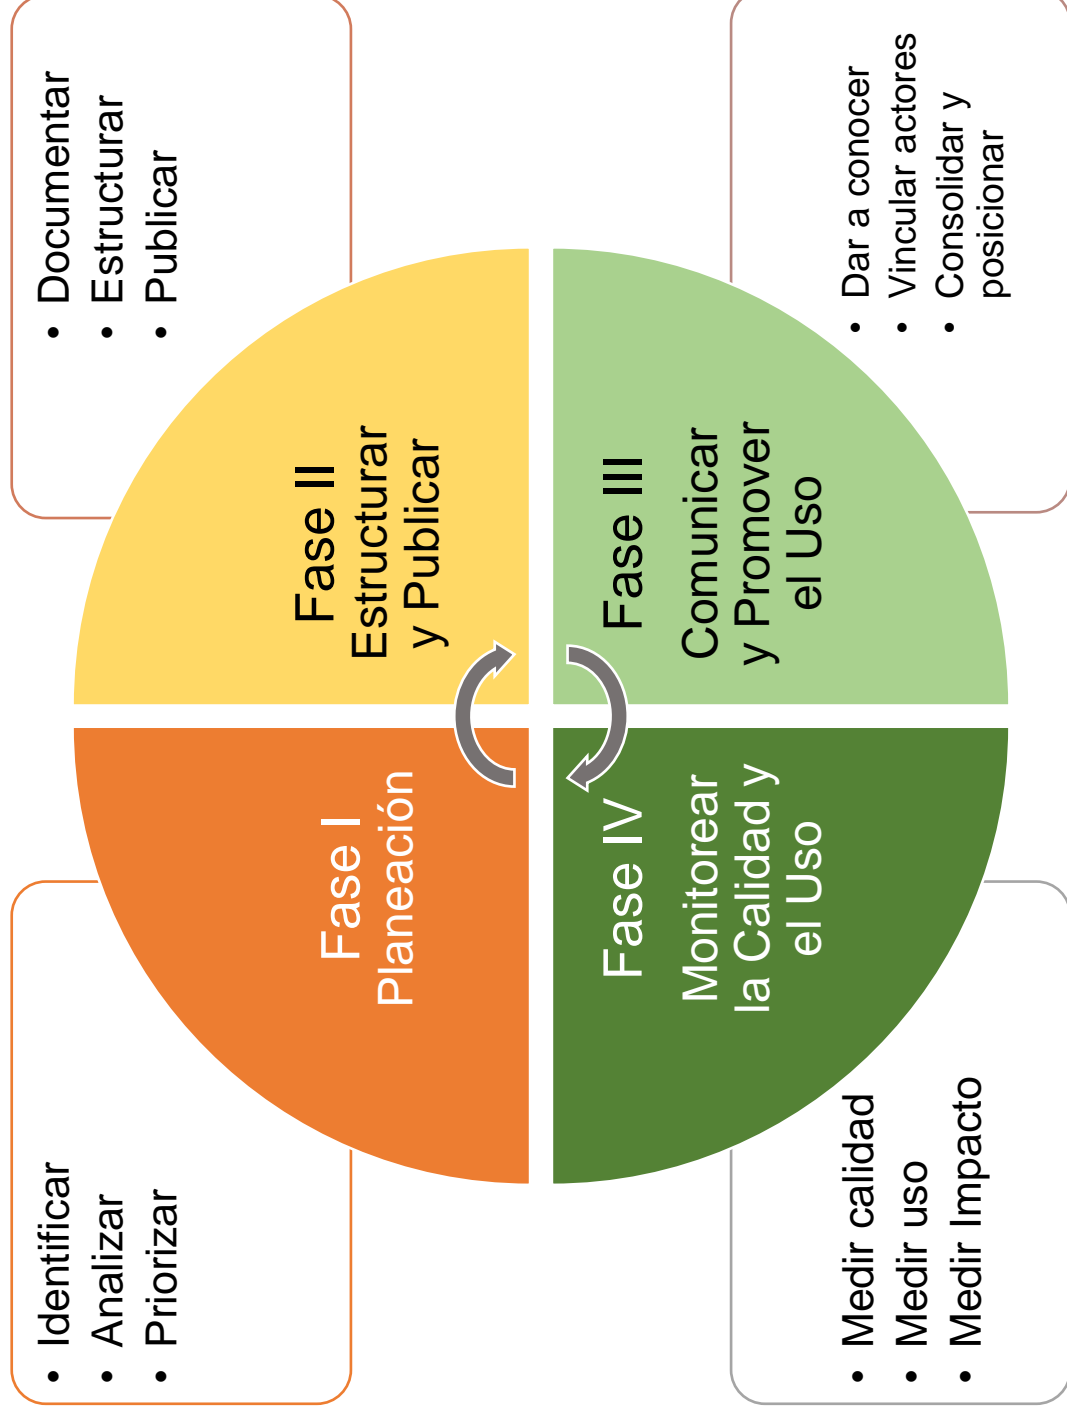 • Identificar
• Analizar
• Priorizar
Fase I
Planeación
• Documentar
• Estructurar
• Publicar
Fase II
Estructurar
y Publicar
Fase III
Comunicar
y Promover
el Uso
• Dar a conocer
• Vincular actores
• Consolidar y
posicionar
Fase IV
Monitorear
la Calidad y
el Uso
• Medir calidad
• Medir uso
• Medir Impacto